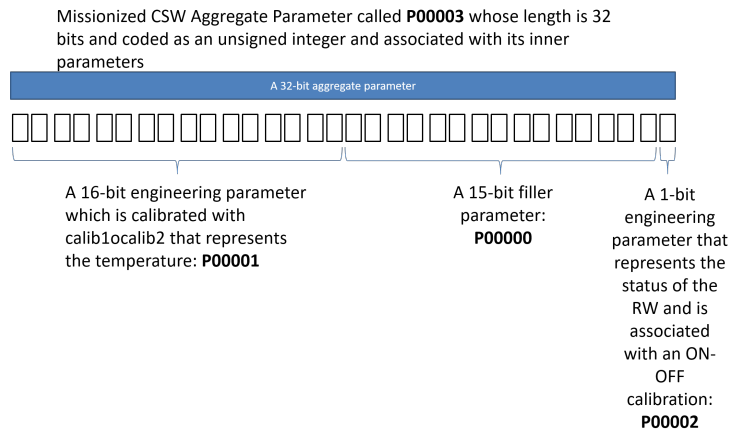 Missionized CSW Aggregate Parameter called P00003 whose length is 32
bits and coded as an unsigned integer and associated with its inner
parameters
A 32-bit aggregate parameter
A 16-bit engineering parameter
which is calibrated with
calib1ocalib2 that represents
the temperature: P00001
A 15-bit filler
parameter:
P00000
A 1-bit
engineering
parameter that
represents the
status of the
RW and is
associated
with an ON-
OFF
calibration:
P00002